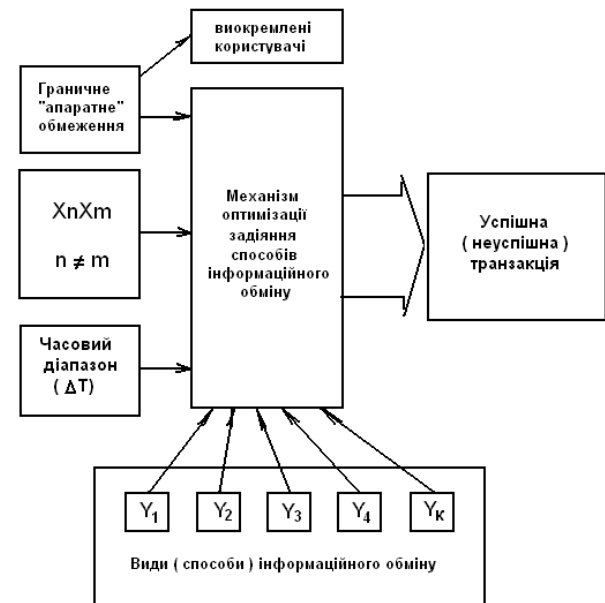 виокремлені
користувачі
Граничне
"апаратне"
обмеження
XnXm
n ≠ m
Часовий
діапазон
( ΔT)
Механізм
оптимізації
задіяння
способів
інформаційного
обміну
Успішна
( неуспішна )
транзакція
Y1 Y2 Y3 Y4 YK
Види ( способи ) інформаційного обміну